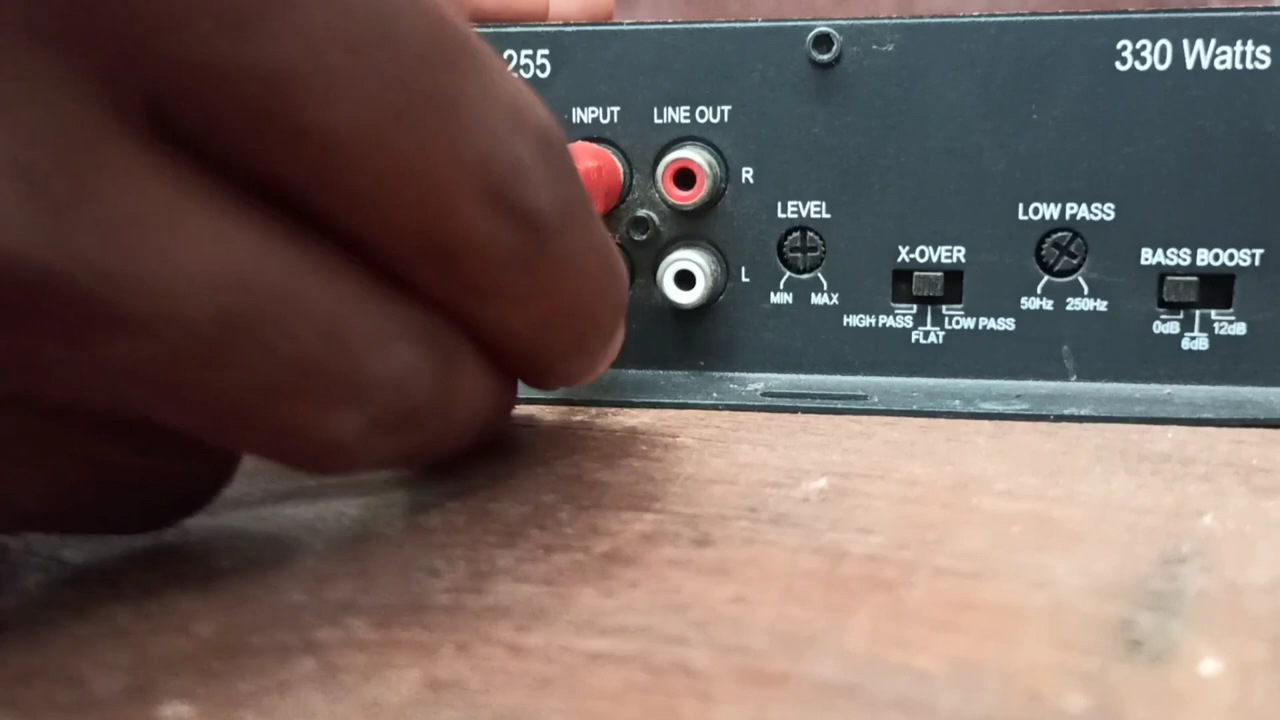 255
330 Watts
INPUT
LINE OUT
R
L
LEVEL
MIN
MAX
X-OVER
HIGH PASS
FLAT
LOW PASS
LOW PASS
50Hz
250Hz
BASS BOOST
0dB
6dB
12dB